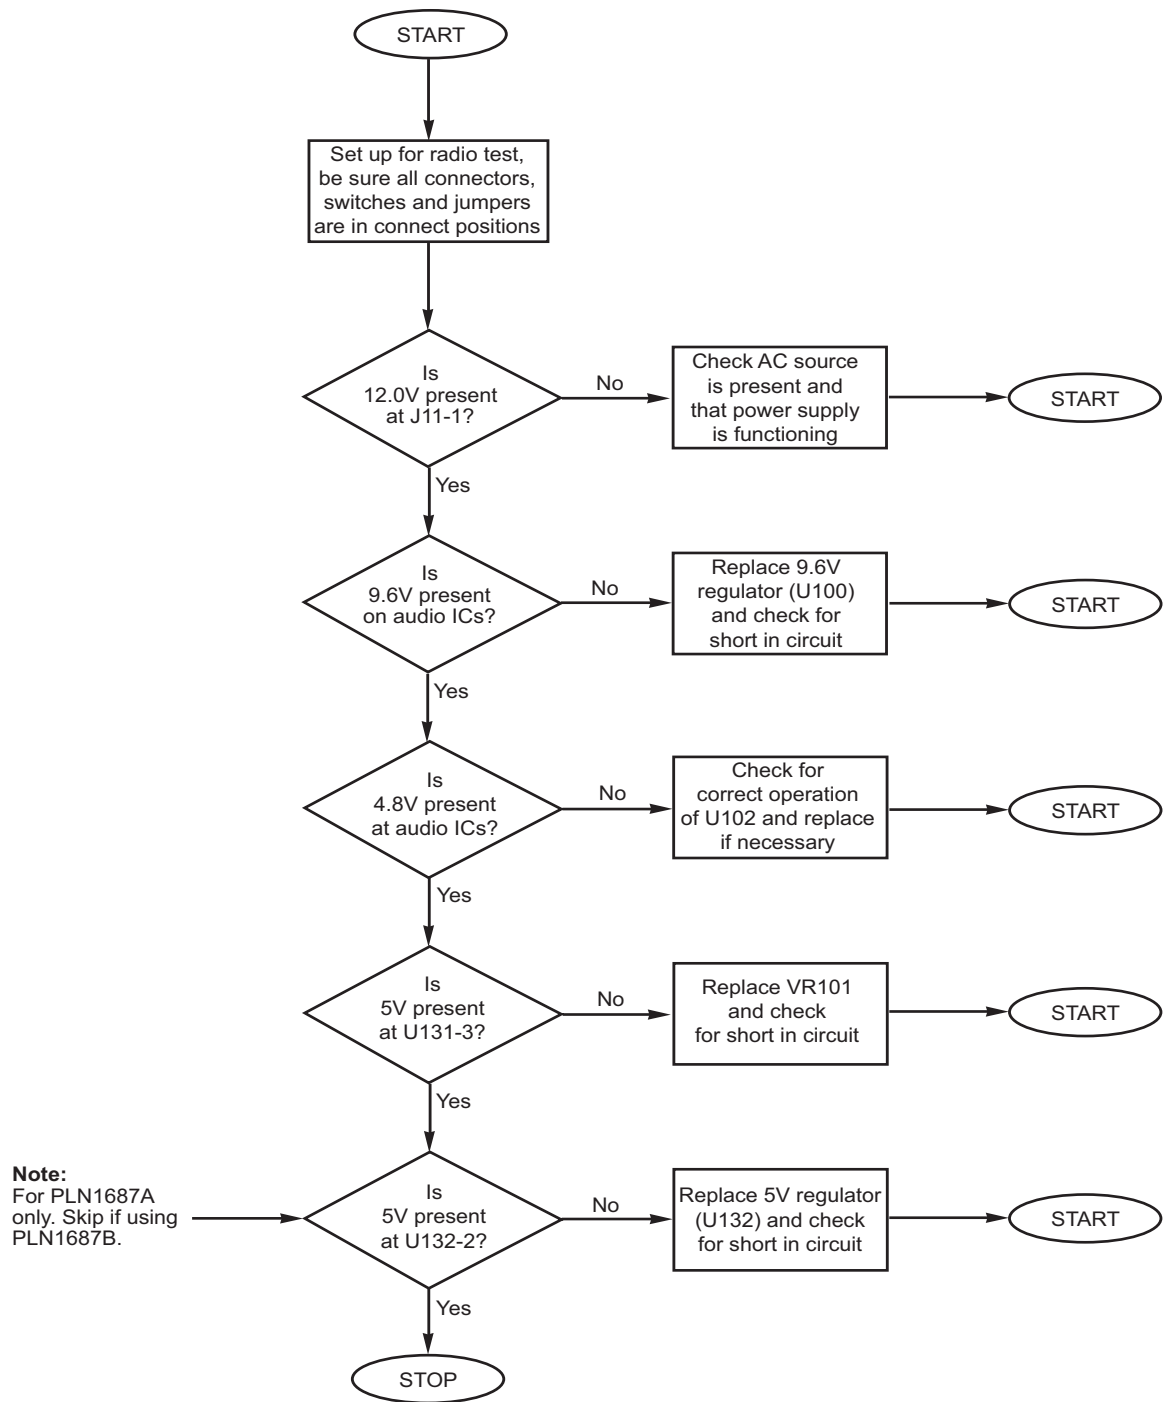 START
Set up for radio test,
be sure all connectors,
switches and jumpers
are in connect positions
Is
12.0V present
at J11-1?
No
Check AC source
is present and
that power supply
is functioning
START
Yes
Is
9.6V present
on audio ICs?
No
Replace 9.6V
regulator (U100)
and check for
short in circuit
START
Yes
Is
4.8V present
at audio ICs?
No
Check for
correct operation
of U102 and replace
if necessary
START
Yes
Is
5V present
at U131-3?
No
Replace VR101
and check
for short in circuit
START
Yes
Note:
For PLN1687A
only. Skip if using
PLN1687B.
Is
5V present
at U132-2?
No
Replace 5V regulator
(U132) and check
for short in circuit
START
Yes
STOP